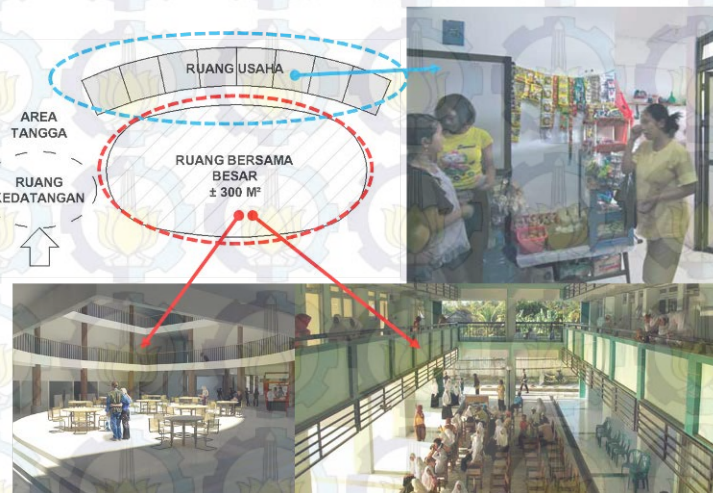 RUANG USAHA
AREA
TANGGA
RUANG BERSAMA
BESAR
± 300 M²
RUANG
KEDATANGAN